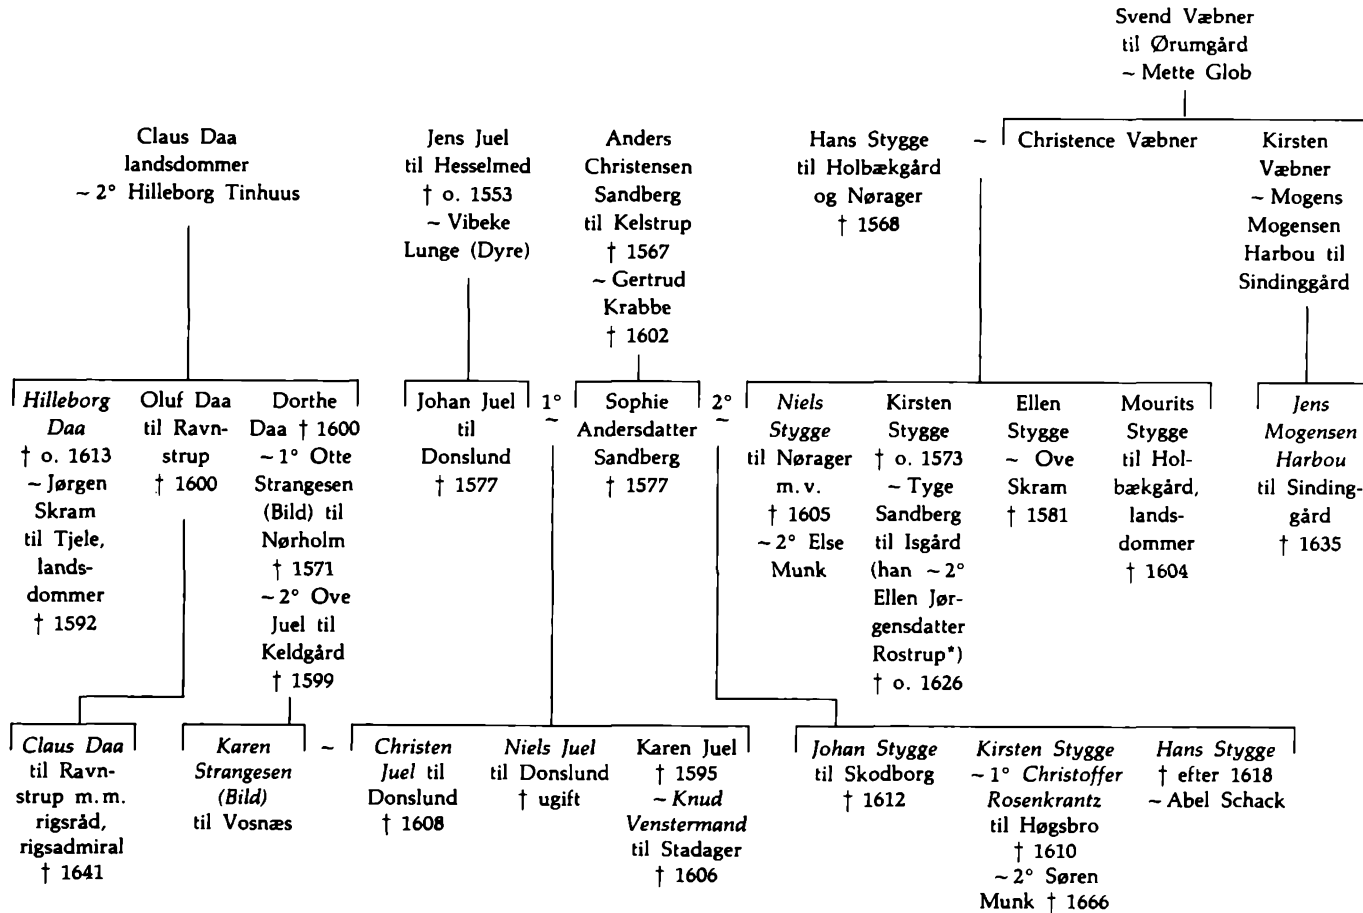 Svend Væbner
til Ørumgård
~ Mette Glob
Claus Daa
landsdommer
~ 2° Hilleborg Tinhuus
Jens Juel
til Hesselmed
† o. 1553
~ Vibeke
Lunge (Dyre)
Anders
Christensen
Sandberg
til Kelstrup
† 1567
~ Gertrud
Krabbe
† 1602
Hans Stygge
til Holbækgård
og Nørager
† 1568
~
Christence Væbner
Kirsten
Væbner
~ Mogens
Mogensen
Harbou til
Sindinggård
Hilleborg
Daa
† o. 1613
~ Jørgen
Skram
til Tjele,
lands-
dommer
† 1592
Oluf Daa
til Ravn-
strup
† 1600
Dorthe
Daa † 1600
~ 1° Otte
Strangesen
(Bild) til
Nørholm
† 1571
~ 2° Ove
Juel til
Keldgård
† 1599
Johan Juel
til
Donslund
† 1577
1°
~
Sophie
Andersdatter
Sandberg
† 1577
2°
~
Niels
Stygge
til Nørager
m.v.
† 1605
~ 2° Else
Munk
Kirsten
Stygge
† o. 1573
~ Tyge
Sandberg
til Isgård
(han ~ 2°
Ellen Jør-
gensdatter
Rostrup*)
† o. 1626
Ellen
Stygge
~ Ove
Skram
† 1581
Mourits
Stygge
til Hol-
bækgård,
lands-
dommer
† 1604
Jens
Mogensen
Harbou
til Sinding-
gård
† 1635
Claus Daa
til Ravn-
strup m.m.
rigsråd,
rigsadmiral
† 1641
Karen
Strangesen
(Bild)
til Vosnæs
~
Christen
Juel til
Donslund
† 1608
Niels Juel
til Donslund
† ugift
Karen Juel
† 1595
~ Knud
Venstermand
til Stadager
† 1606
Johan Stygge
til Skodborg
† 1612
Kirsten Stygge
~ 1° Christoffer
Rosenkrantz
til Høgsbro
† 1610
~ 2° Søren
Munk † 1666
Hans Stygge
† efter 1618
~ Abel Schack